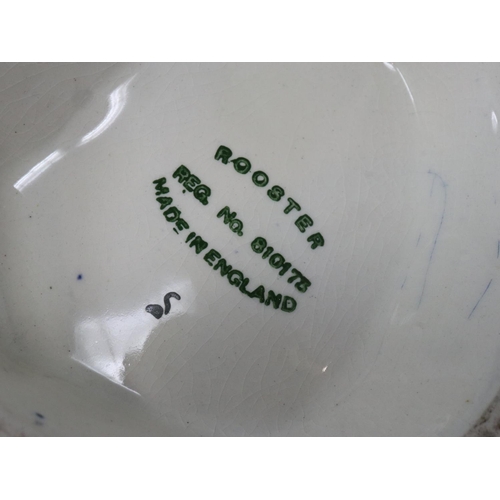 ROOSTER
REG. No. 810173
MADE IN ENGLAND